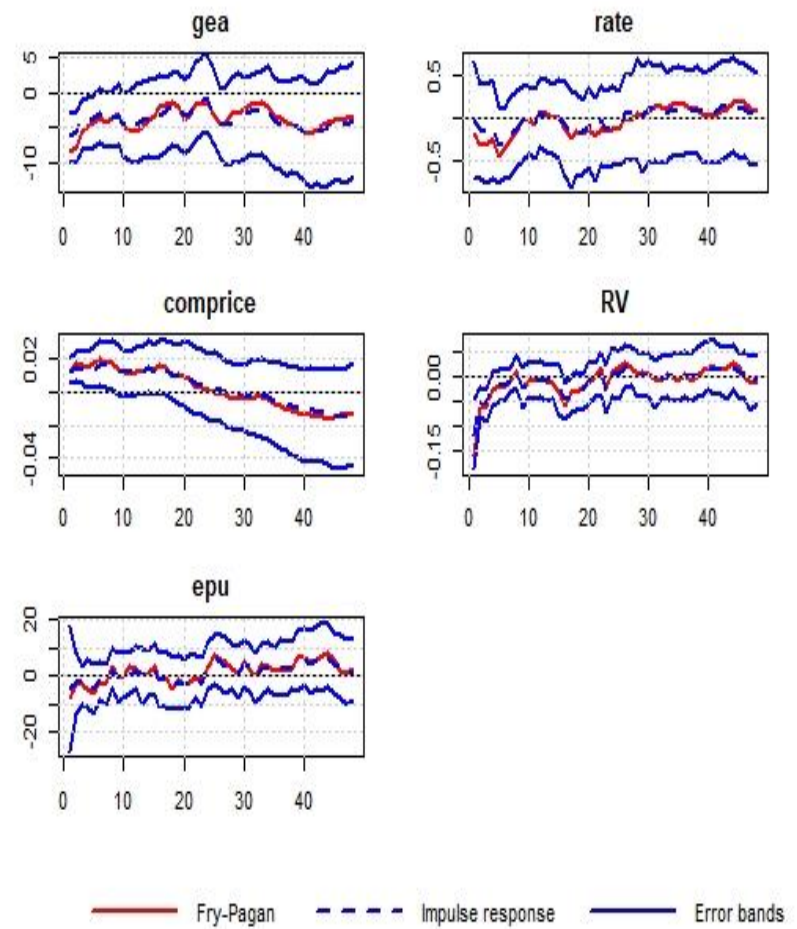 gea rate
5 0 -10
0.5 -0.5
0 10 20 30 40 0 10 20 30 40
comprice RV
0.02 -0.04
0.00 -0.15
0 10 20 30 40 0 10 20 30 40
epu
20 0 -20
0 10 20 30 40
Fry-Pagan Impulse response Error bands